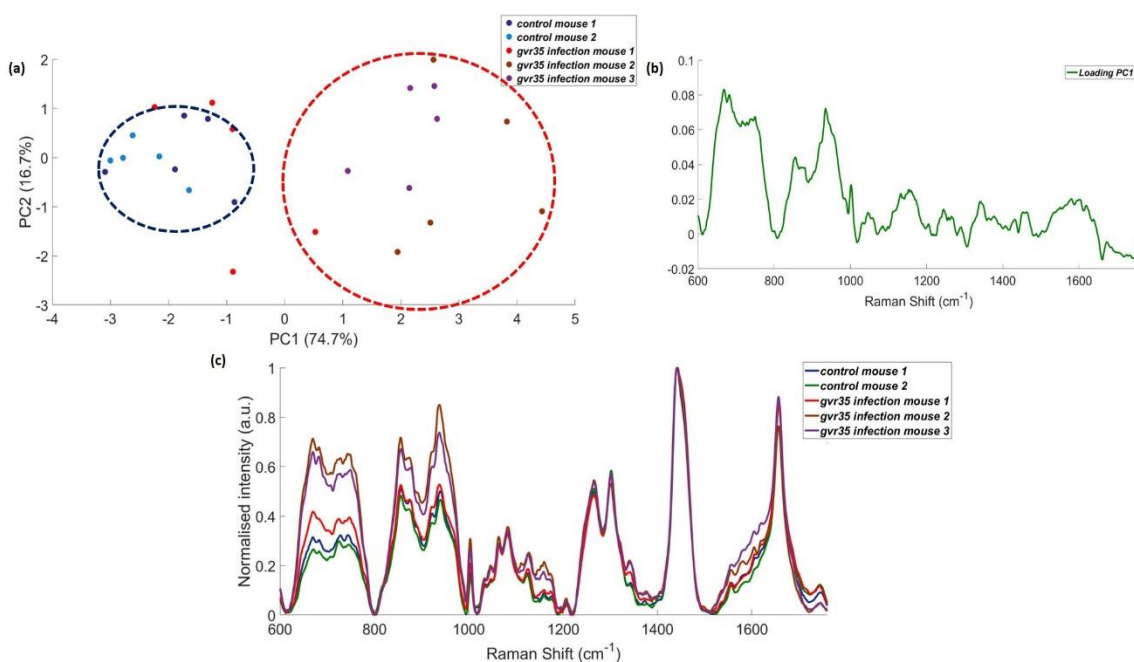 (a)
control mouse 1
control mouse 2
gvr35 infection mouse 1
gvr35 infection mouse 2
gvr35 infection mouse 3
2
1
0
-1
-2
-3
PC2 (16.7%)
-4 -3 -2 -1 0 1 2 3 4 5
PC1 (74.7%)
(b)
Loading PC1
0.1
0.08
0.06
0.04
0.02
0
-0.02
600 800 1000 1200 1400 1600
Raman Shift (cm-1)
(c)
control mouse 1
control mouse 2
gvr35 infection mouse 1
gvr35 infection mouse 2
gvr35 infection mouse 3
1
0.8
0.6
0.4
0.2
0
Normalised intensity (a.u.)
600 800 1000 1200 1400 1600
Raman Shift (cm-1)